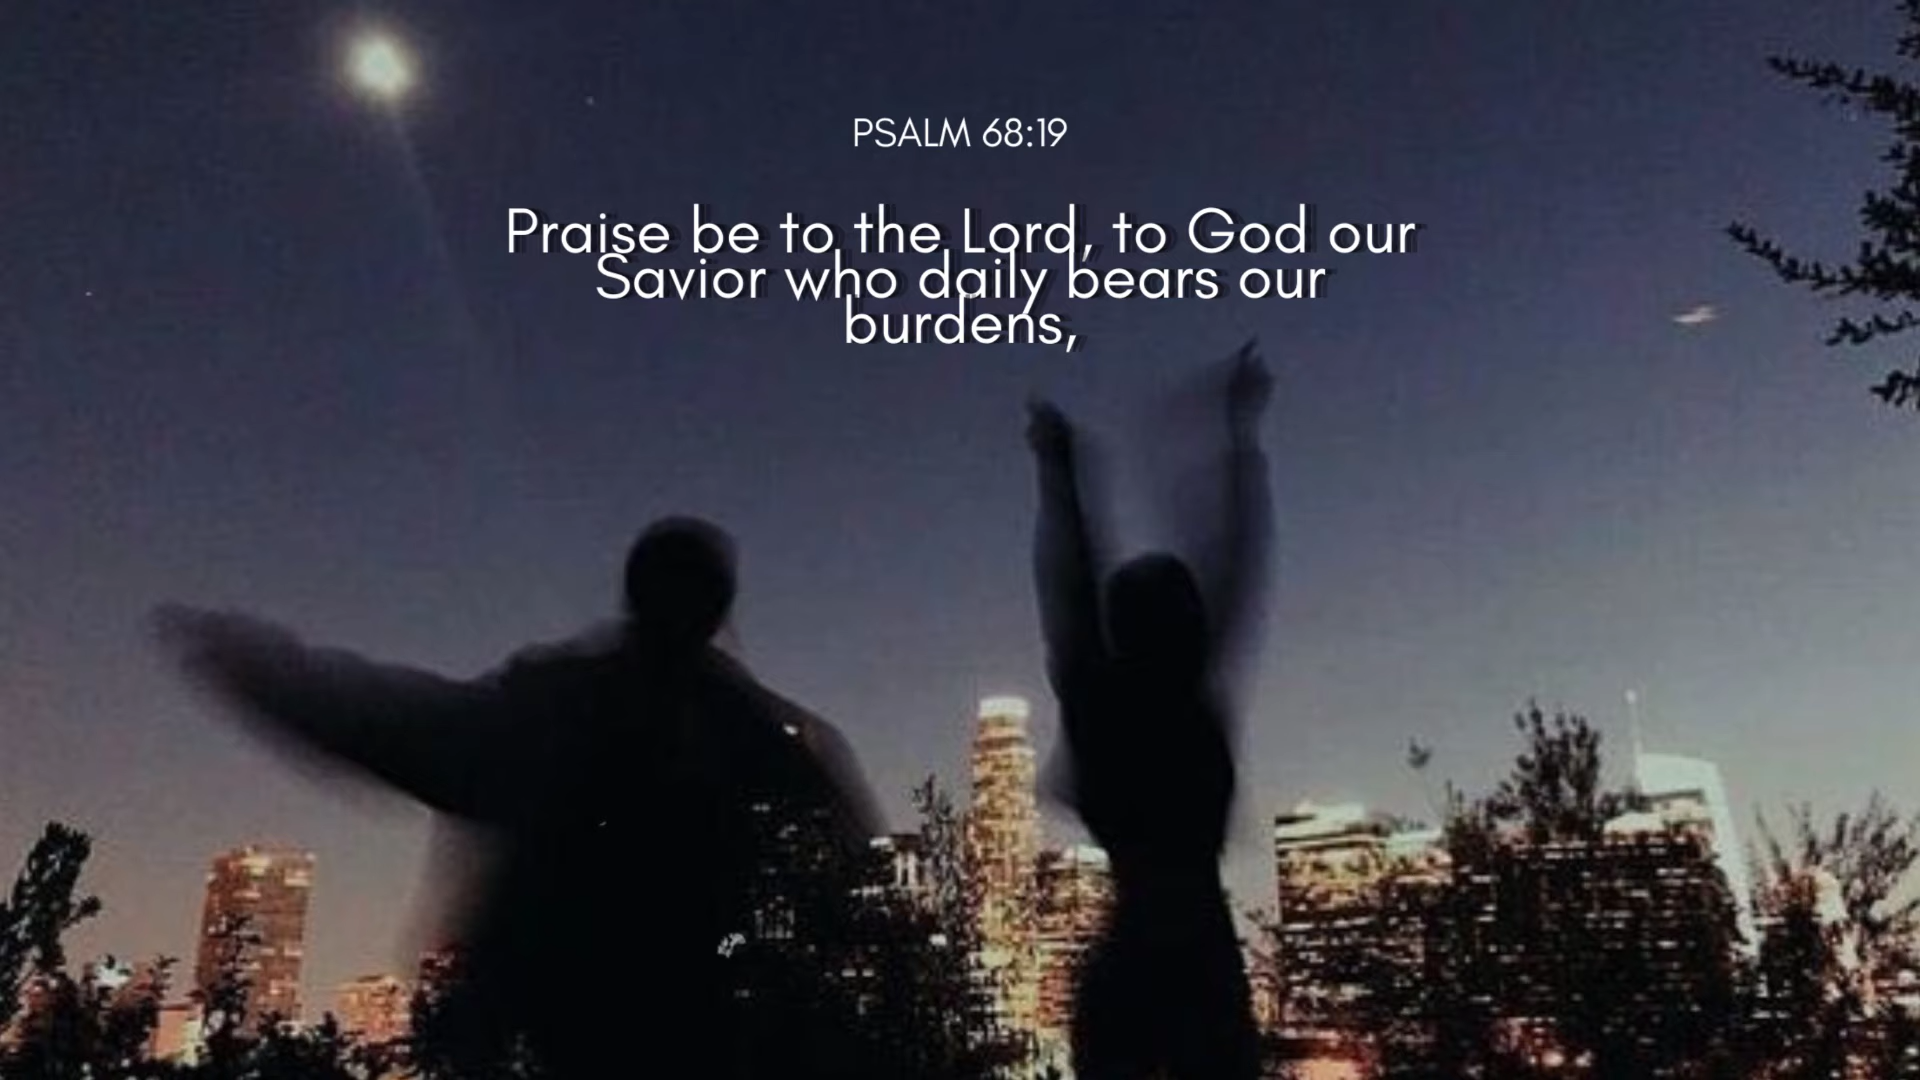 PSALM 68:19
Praise be to the Lord, to God our
Savior who daily bears our
burdens,